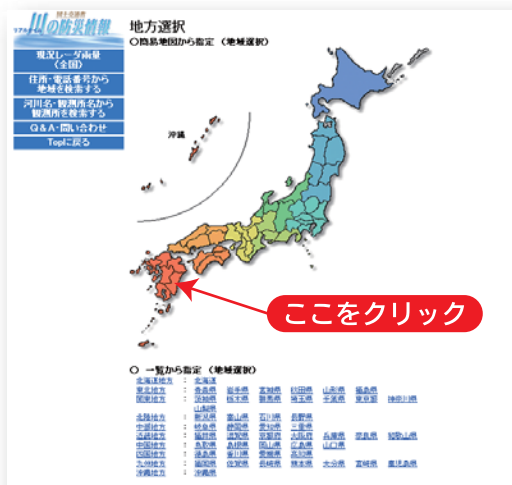 国土交通省
リアルタイム 川の防災情報
現況レーダ雨量
(全国)
住所・電話番号から
地域を検索する
河川名・観測所名から
観測所を検索する
Q&A・問い合わせ
Topに戻る
地方選択
○簡易地図から指定 (地域選択)
沖縄
ここをクリック
○ 一覧から指定 (地域選択)
北海道地方 : 北海道
東北地方 : 青森県 岩手県 宮城県 秋田県 山形県 福島県
関東地方 : 茨城県 栃木県 群馬県 埼玉県 千葉県 東京都 神奈川県
山梨県
北陸地方 : 新潟県 富山県 石川県 長野県
中部地方 : 岐阜県 静岡県 愛知県 三重県
近畿地方 : 福井県 滋賀県 京都府 大阪府 兵庫県 奈良県 和歌山県
中国地方 : 鳥取県 島根県 岡山県 広島県 山口県
四国地方 : 徳島県 香川県 愛媛県 高知県
九州地方 : 福岡県 佐賀県 長崎県 熊本県 大分県 宮崎県 鹿児島県
沖縄地方 : 沖縄県